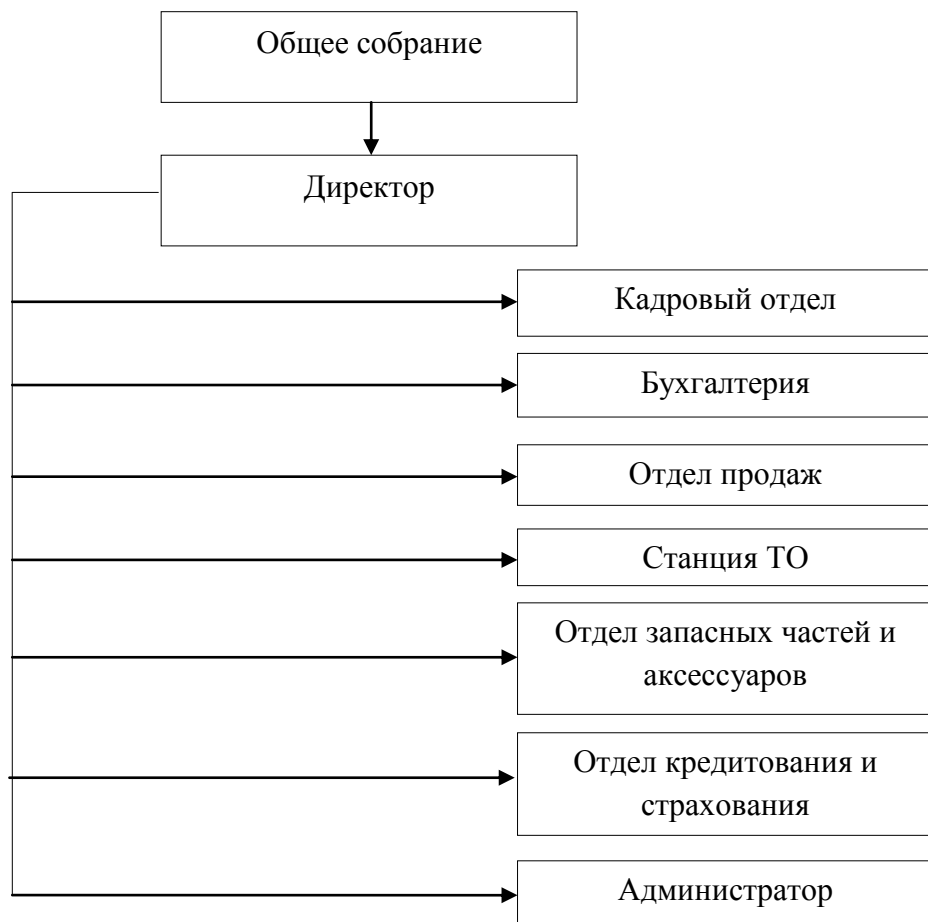 Общее собрание
Директор
Кадровый отдел
Бухгалтерия
Отдел продаж
Станция ТО
Отдел запасных частей и
аксессуаров
Отдел кредитования и
страхования
Администратор